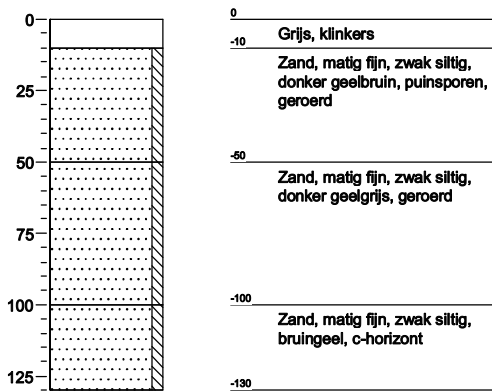 0
25
50
75
100
125
0
Grijs, klinkers
-10
Zand, matig fijn, zwak siltig,
donker geelbruin, puinsporen,
geroerd
-50
Zand, matig fijn, zwak siltig,
donker geelgrijs, geroerd
-100
Zand, matig fijn, zwak siltig,
bruingeel, c-horizont
-130